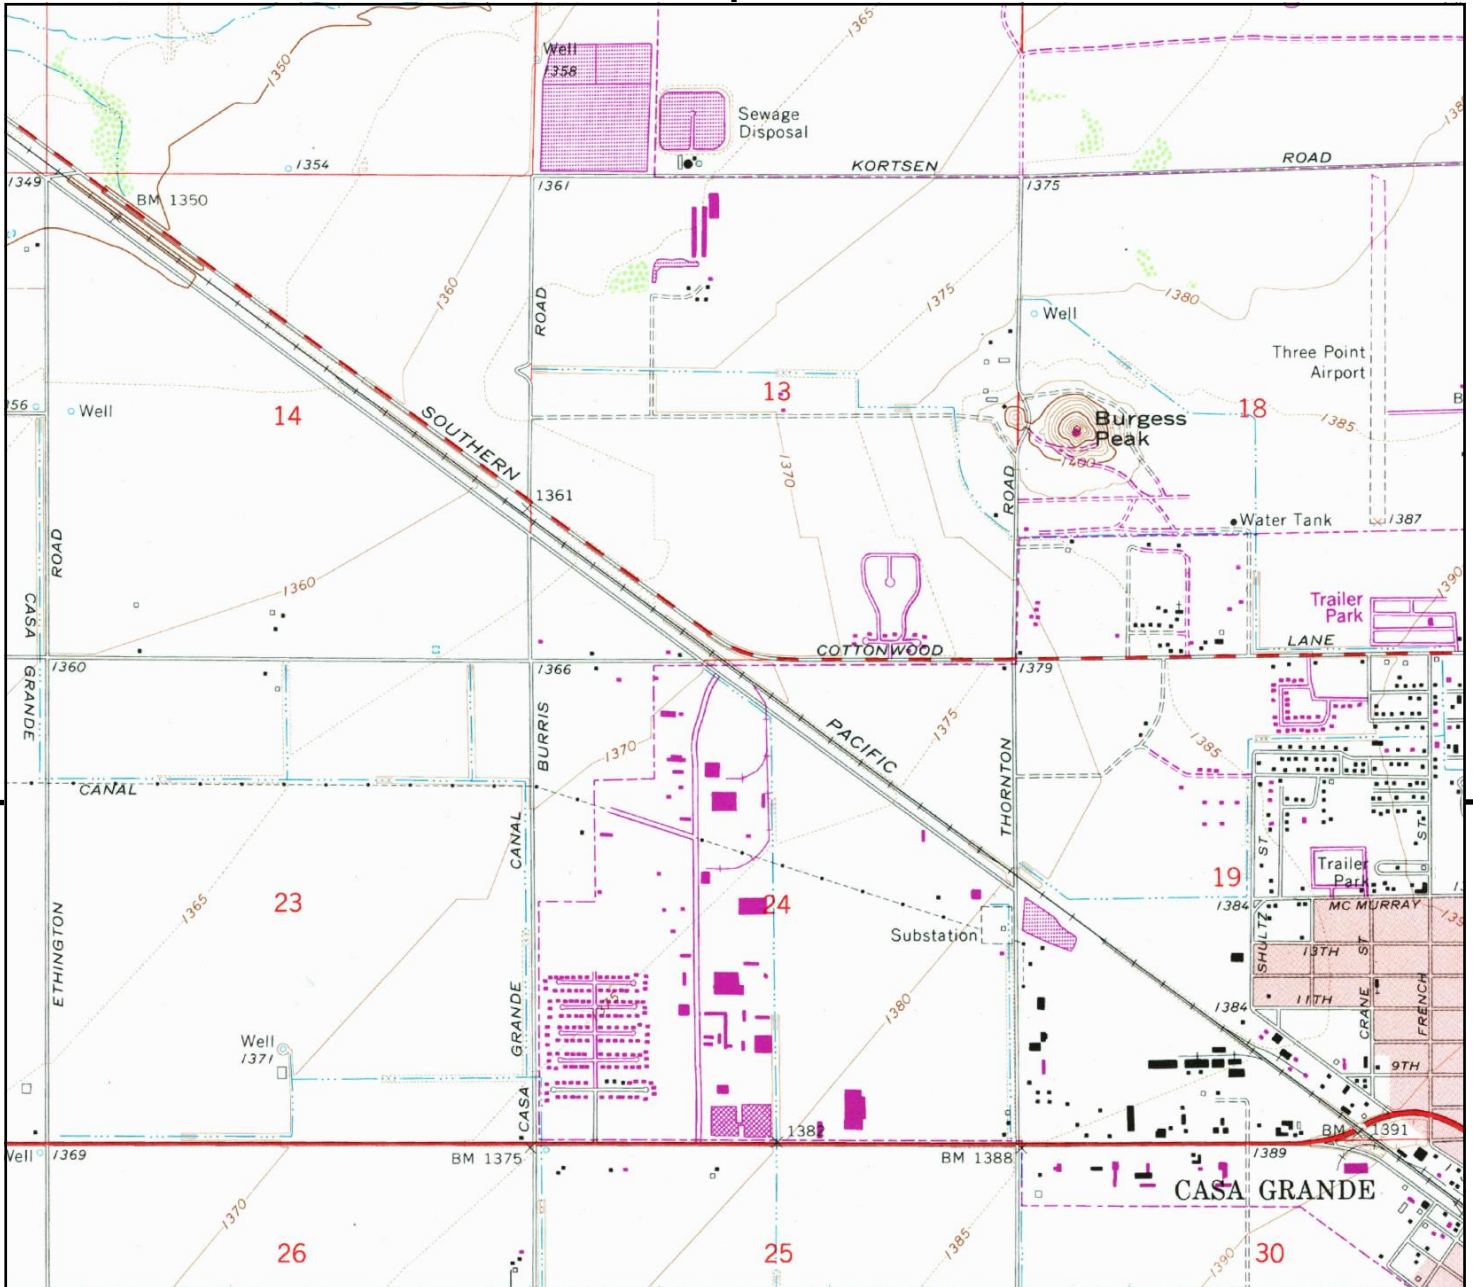 1365
1350
Well
1358
Sewage
Disposal
1354
KORTSEN
ROAD
1349
BM 1350
1361
1375
1360
ROAD
1375
1380
Well
Three Point
Airport
356
Well
14
13
18
Burgess
Peak
1385
SOUTHERN
1400
1370
1361
ROAD
Water Tank
1387
ROAD
1360
CASA
1390
Trailer
Park
LANE
COTTONWOOD
1360
1366
1379
GRANDE
BURRIS
1370
PACIFIC
1375
1385
THORNTON
CANAL
CANAL
ST
ST
Trailer
Park
19
23
24
1365
1384
MC MURRAY
Substation
SHULTZ
13TH
ST
ETHINGTON
GRANDE
1375
1380
1384
11TH
CRANE
FRENCH
Well
1371
9TH
CASA
1382
BM 1391
Well
1369
BM 1375
BM 1388
1389
CASA GRANDE
1370
1385
1390
26
25
30